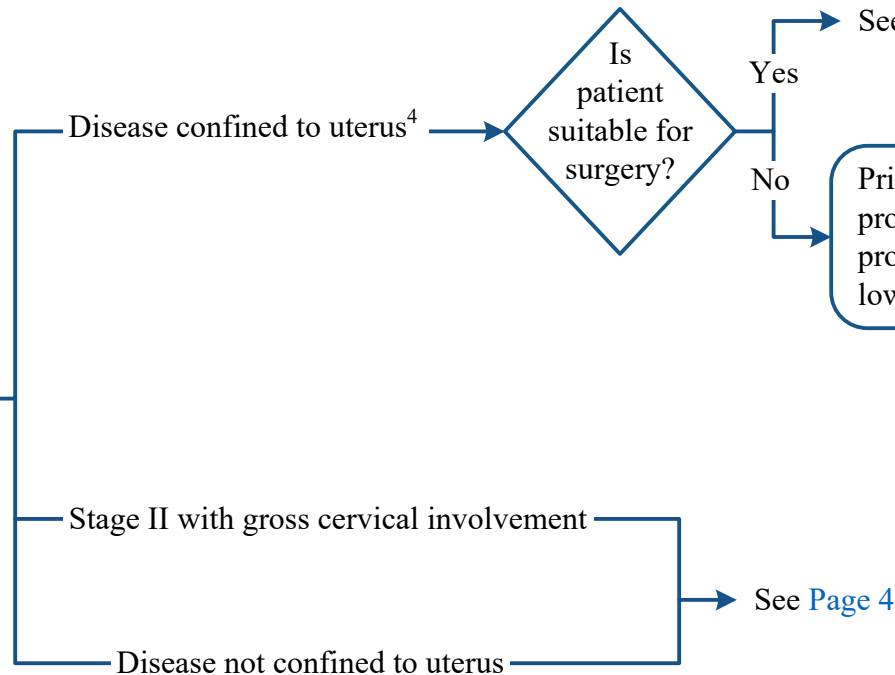 Disease confined to uterus4
Is
patient
suitable for
surgery?
Yes
See
No
Stage II with gross cervical involvement
Disease not confined to uterus
See Page 4